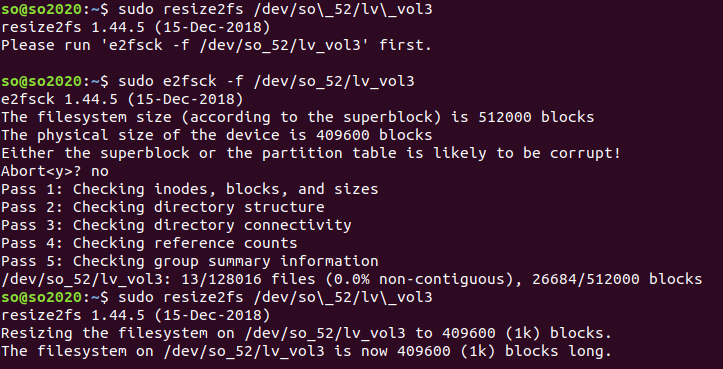 so@so2020:~$ sudo resize2fs /dev/so\_52/lv\_vol3
resize2fs 1.44.5 (15-Dec-2018)
Please run 'e2fsck -f /dev/so_52/lv_vol3' first.
so@so2020:~$ sudo e2fsck -f /dev/so_52/lv_vol3
e2fsck 1.44.5 (15-Dec-2018)
The filesystem size (according to the superblock) is 512000 blocks
The physical size of the device is 409600 blocks
Either the superblock or the partition table is likely to be corrupt!
Abort<y>? no
Pass 1: Checking inodes, blocks, and sizes
Pass 2: Checking directory structure
Pass 3: Checking directory connectivity
Pass 4: Checking reference counts
Pass 5: Checking group summary information
/dev/so_52/lv_vol3: 13/128016 files (0.0% non-contiguous), 26684/512000 blocks
so@so2020:~$ sudo resize2fs /dev/so\_52/lv\_vol3
resize2fs 1.44.5 (15-Dec-2018)
Resizing the filesystem on /dev/so_52/lv_vol3 to 409600 (1k) blocks.
The filesystem on /dev/so_52/lv_vol3 is now 409600 (1k) blocks long.